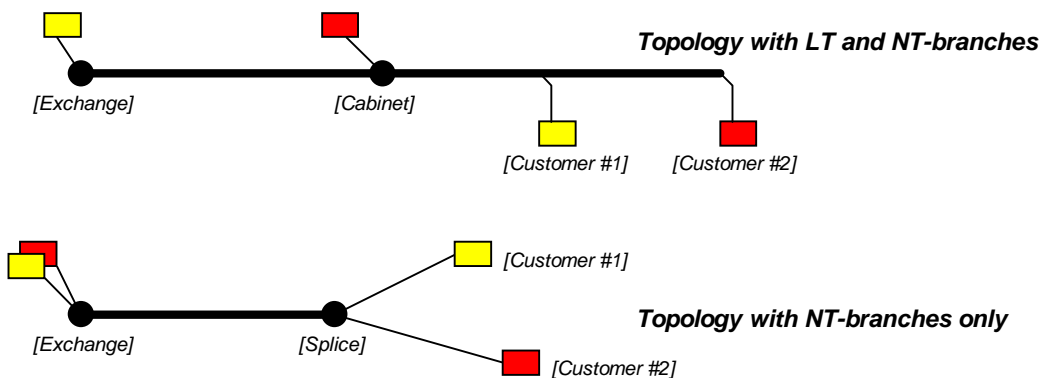 Topology with LT and NT-branches
[Exchange]
[Cabinet]
[Customer #1]
[Customer #2]
[Customer #1]
Topology with NT-branches only
[Exchange]
[Splice]
[Customer #2]